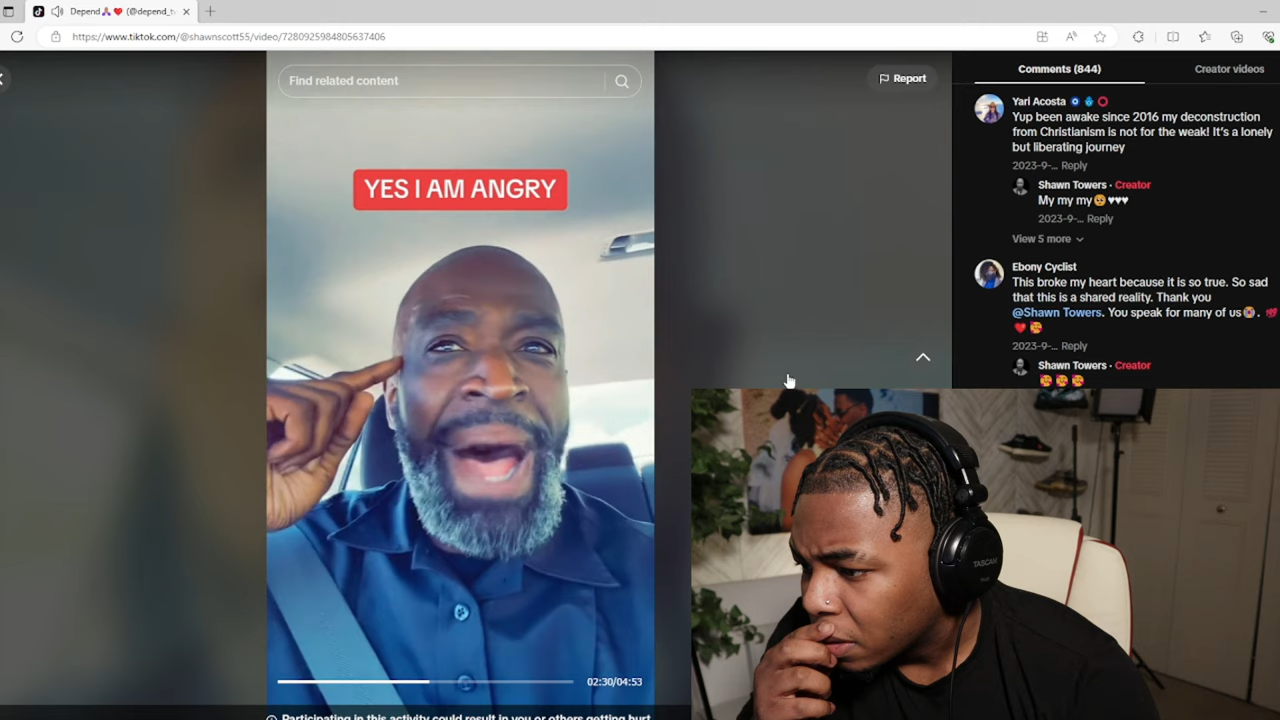 Depend🙏🏽❤️ (@depend_t
https://www.tiktok.com/@shawnscott55/video/7280925984805637406
Find related content
Report
YES I AM ANGRY
02:30/04:53
Participating in this activity could result in you or others getting hurt
Comments (844)
Creator videos
Yari Acosta
Yup been awake since 2016 my deconstruction
from Christianism is not for the weak! It's a lonely
but liberating journey
2023-9-... Reply
Shawn Towers · Creator
My my my🥹♥♥♥
2023-9-... Reply
View 5 more
Ebony Cyclist
This broke my heart because it is so true. So sad
that this is a shared reality. Thank you
@Shawn Towers. You speak for many of us
2023-9-... Reply
Shawn Towers · Creator
TASCAM